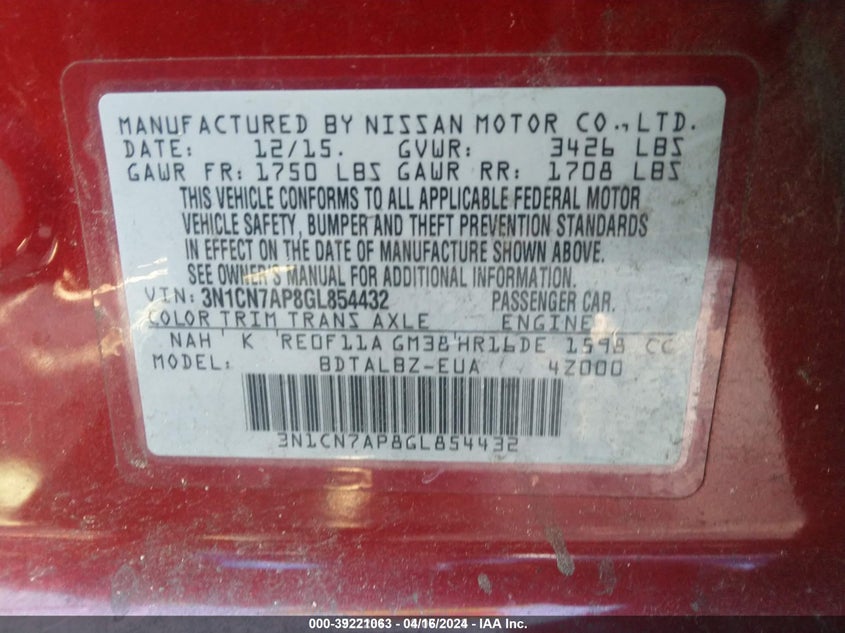 MANUFACTURED BY NISSAN MOTOR CO., LTD.
DATE: 12/15. GVWR: 3426 LBS
GAWR FR: 1750 LBS GAWR RR: 1708 LBS
THIS VEHICLE CONFORMS TO ALL APPLICABLE FEDERAL MOTOR
VEHICLE SAFETY, BUMPER AND THEFT PREVENTION STANDARDS
IN EFFECT ON THE DATE OF MANUFACTURE SHOWN ABOVE.
SEE OWNER'S MANUAL FOR ADDITIONAL INFORMATION.
VIN: 3N1CN7AP8GL854432 PASSENGER CAR.
COLOR TRIM TRANS AXLE ENGINE
NAH K RE0F11A GM38 HR16DE 1598 CC
MODEL: BDTALBZ-EUA 4Z000
3N1CN7AP8GL854432
000-39221063 - 04/16/2024 - IAA Inc.